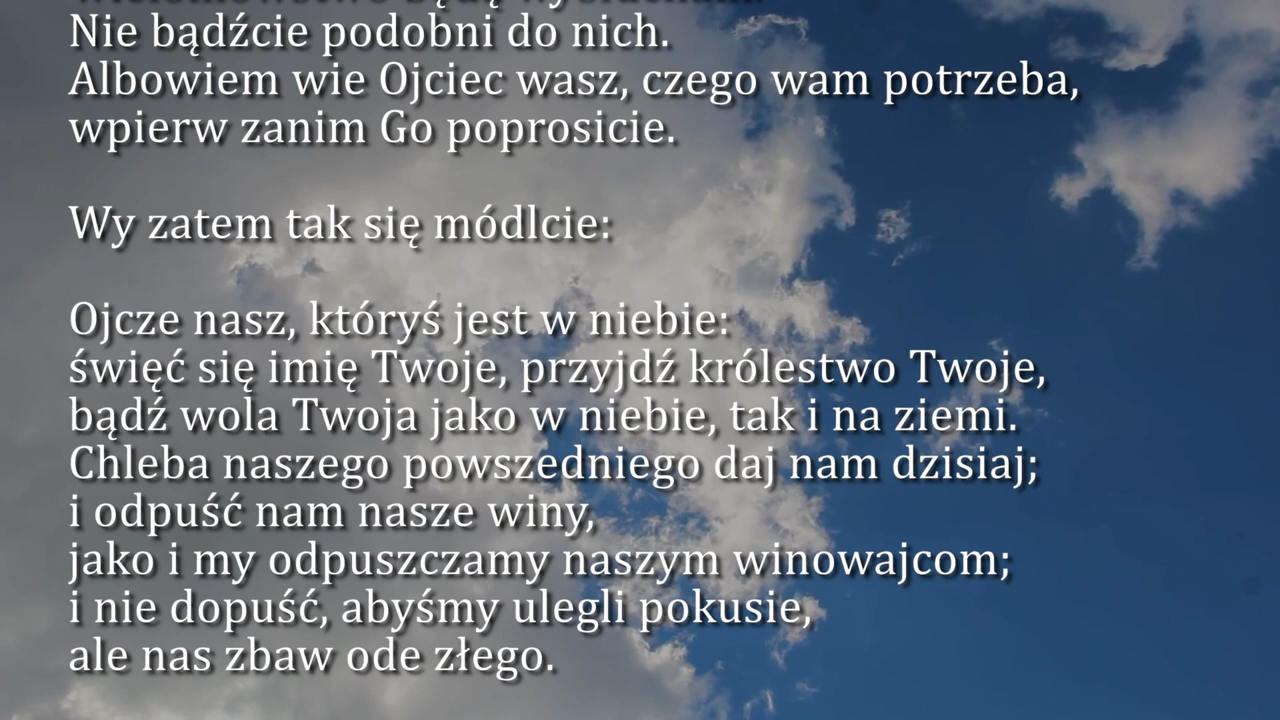 Nie bądźcie podobni do nich.
Albowiem wie Ojciec wasz, czego wam potrzeba,
wpierw zanim Go poprosicie.
Wy zatem tak się módlcie:
Ojcze nasz, któryś jest w niebie:
święć się imię Twoje, przyjdź królestwo Twoje,
bądź wola Twoja jako w niebie, tak i na ziemi.
Chleba naszego powszedniego daj nam dzisiaj;
i odpuść nam nasze winy,
jako i my odpuszczamy naszym winowajcom;
i nie dopuść, abyśmy ulegli pokusie,
ale nas zbaw ode złego.